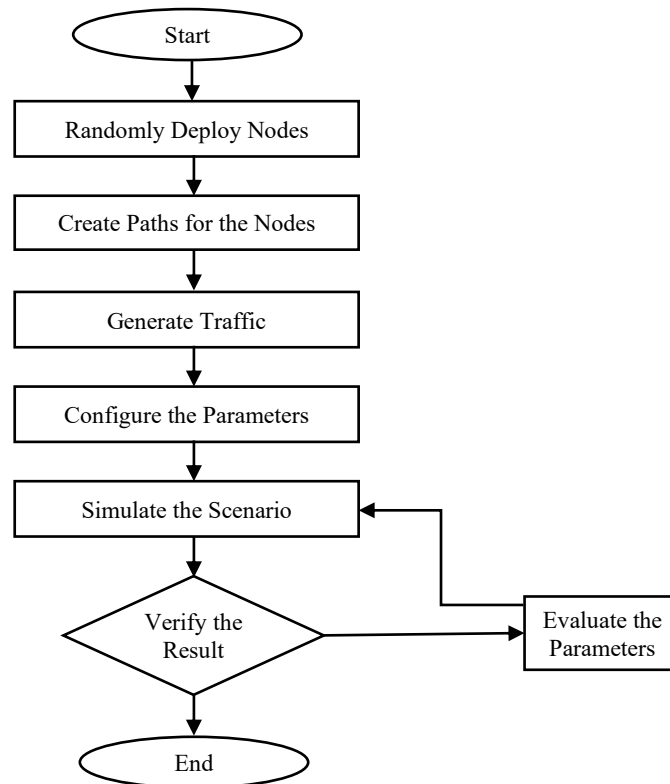 Start
Randomly Deploy Nodes
Create Paths for the Nodes
Generate Traffic
Configure the Parameters
Simulate the Scenario
Verify the
Result
Evaluate the
Parameters
End